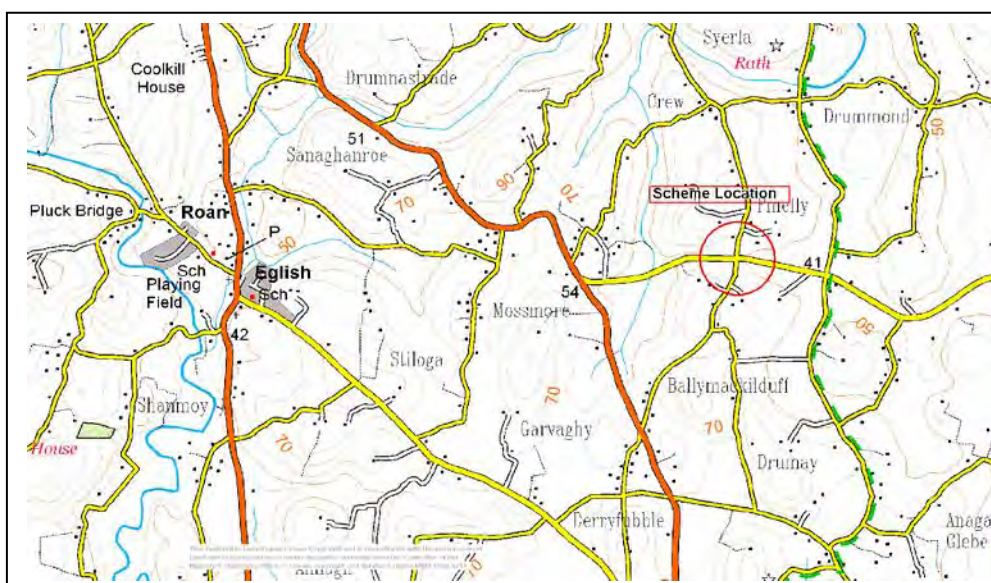 Syerla
Rath
Coolkill
House
Drumnastrade
Crew
Drummond
50
51
Sanaghanroe
90
70
Scheme Location
Pluck Bridge
Roan
70
Finelly
P
50
Sch
Eglish
41
Playing
Field
Sch
54
Mossmore
50
42
Stiloga
Ballymackilduff
Shanmoy
70
70
70
Garvaghy
House
Drumay
Derryfubble
Anaga
Glebe